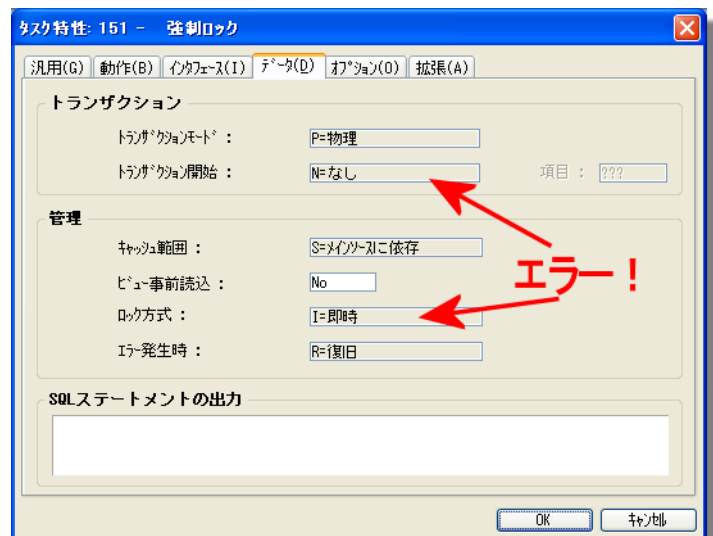 ﾀｽｸ特性: 151 - 強制ﾛｯｸ
汎用(G) 動作(B) ｲﾝﾀﾌｪｰｽ(I) ﾃﾞｰﾀ(D) ｵﾌﾟｼｮﾝ(O) 拡張(A)
トランザクション
ﾄﾗﾝｻﾞｸｼｮﾝﾓｰﾄﾞ : P=物理
ﾄﾗﾝｻﾞｸｼｮﾝ開始 : N=なし 項目 : ???
管理
ｷｬｯｼｭ範囲 : S=ﾒｲﾝｿｰｽに依存
ﾋﾞｭｰ事前読込 : No
エラー！
ﾛｯｸ方式 : I=即時
ｴﾗｰ発生時 : R=復旧
SQLステートメントの出力
OK ｷｬﾝｾﾙ